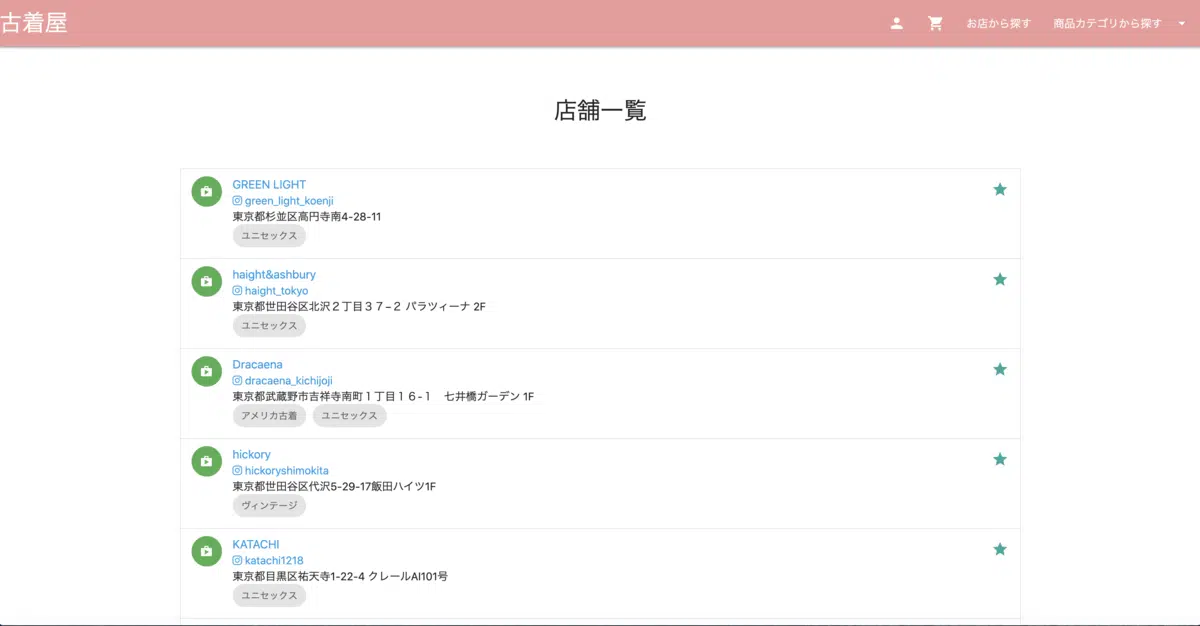 古着屋
お店から探す 商品カテゴリから探す
店舗一覧
GREEN LIGHT
green_light_koenji
東京都杉並区高円寺南4-28-11
ユニセックス
haight&ashbury
haight_tokyo
東京都世田谷区北沢２丁目３７−２ パラツィーナ 2F
ユニセックス
Dracaena
dracaena_kichijoji
東京都武蔵野市吉祥寺南町１丁目１６-１　七井橋ガーデン 1F
アメリカ古着 ユニセックス
hickory
hickoryshimokita
東京都世田谷区代沢5-29-17飯田ハイツ1F
ヴィンテージ
KATACHI
katachi1218
東京都目黒区祐天寺1-22-4 クレールAI101号
ユニセックス